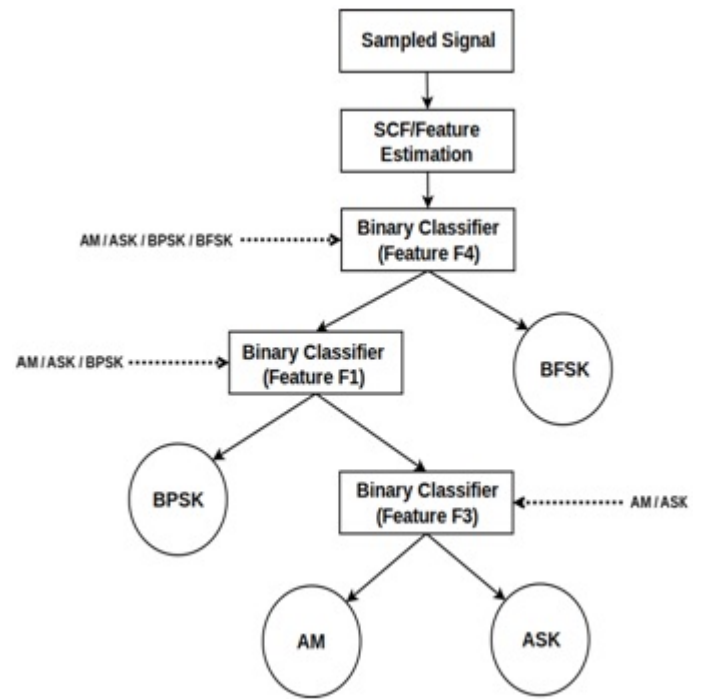 Sampled Signal
SCF/Feature
Estimation
AM / ASK / BPSK / BFSK
Binary Classifier
(Feature F4)
AM / ASK / BPSK
Binary Classifier
(Feature F1)
BFSK
BPSK
Binary Classifier
(Feature F3)
AM / ASK
AM
ASK